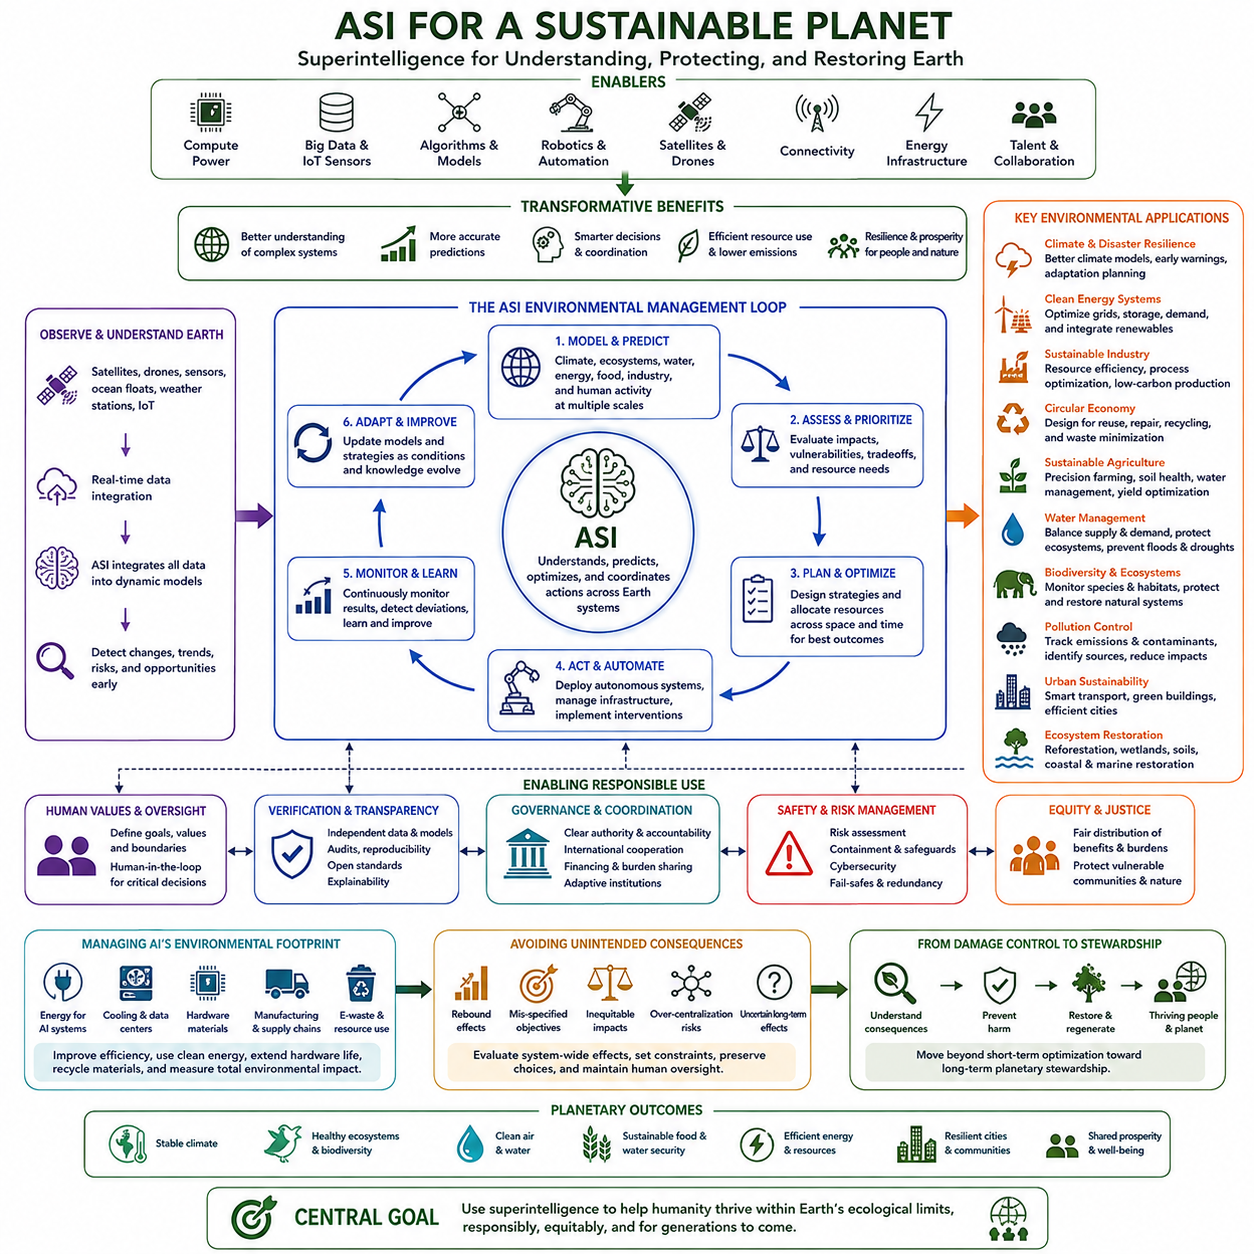 ASI FOR A SUSTAINABLE PLANET
Superintelligence for Understanding, Protecting, and Restoring Earth
ENABLERS
Compute
Power
Big Data &
IoT Sensors
Algorithms &
Models
Robotics &
Automation
Satellites &
Drones
Connectivity
Energy
Infrastructure
Talent &
Collaboration
TRANSFORMATIVE BENEFITS
Better understanding
of complex systems
More accurate
predictions
Smarter decisions
& coordination
Efficient resource use
& lower emissions
Resilience & prosperity
for people and nature
OBSERVE & UNDERSTAND EARTH
Satellites, drones, sensors,
ocean floats, weather
stations, IoT
Real-time data
integration
ASI integrates all data
into dynamic models
Detect changes, trends,
risks, and opportunities
early
THE ASI ENVIRONMENTAL MANAGEMENT LOOP
1. MODEL & PREDICT
Climate, ecosystems, water,
energy, food, industry,
and human activity
at multiple scales
2. ASSESS & PRIORITIZE
Evaluate impacts,
vulnerabilities, tradeoffs,
and resource needs
3. PLAN & OPTIMIZE
Design strategies and
allocate resources
across space and time
for best outcomes
4. ACT & AUTOMATE
Deploy autonomous systems,
manage infrastructure,
implement interventions
5. MONITOR & LEARN
Continuously monitor
results, detect deviations,
learn and improve
6. ADAPT & IMPROVE
Update models and
strategies as conditions
and knowledge evolve
ASI
Understands, predicts,
optimizes, and coordinates
actions across Earth
systems
KEY ENVIRONMENTAL APPLICATIONS
Climate & Disaster Resilience
Better climate models, early warnings,
adaptation planning
Clean Energy Systems
Optimize grids, storage, demand,
and integrate renewables
Sustainable Industry
Resource efficiency, process
optimization, low-carbon production
Circular Economy
Design for reuse, repair, recycling,
and waste minimization
Sustainable Agriculture
Precision farming, soil health, water
management, yield optimization
Water Management
Balance supply & demand, protect
ecosystems, prevent floods & droughts
Biodiversity & Ecosystems
Monitor species & habitats, protect
and restore natural systems
Pollution Control
Track emissions & contaminants,
identify sources, reduce impacts
Urban Sustainability
Smart transport, green buildings,
efficient cities
Ecosystem Restoration
Reforestation, wetlands, soils,
coastal & marine restoration
ENABLING RESPONSIBLE USE
HUMAN VALUES & OVERSIGHT
Define goals, values
and boundaries
Human-in-the-loop
for critical decisions
VERIFICATION & TRANSPARENCY
Independent data & models
Audits, reproducibility
Open standards
Explainability
GOVERNANCE & COORDINATION
Clear authority & accountability
International cooperation
Financing & burden sharing
Adaptive institutions
SAFETY & RISK MANAGEMENT
Risk assessment
Containment & safeguards
Cybersecurity
Fail-safes & redundancy
EQUITY & JUSTICE
Fair distribution of
benefits & burdens
Protect vulnerable
communities & nature
MANAGING AI'S ENVIRONMENTAL FOOTPRINT
Energy for
AI systems
Cooling & data
centers
Hardware
materials
Manufacturing
& supply chains
E-waste &
resource use
Improve efficiency, use clean energy, extend hardware life,
recycle materials, and measure total environmental impact.
AVOIDING UNINTENDED CONSEQUENCES
Rebound
effects
Mis-specified
objectives
Inequitable
impacts
Over-centralization
risks
Uncertain long-term
effects
Evaluate system-wide effects, set constraints, preserve
choices, and maintain human oversight.
FROM DAMAGE CONTROL TO STEWARDSHIP
Understand
consequences
Prevent
harm
Restore &
regenerate
Thriving people
& planet
Move beyond short-term optimization toward
long-term planetary stewardship.
PLANETARY OUTCOMES
Stable climate
Healthy ecosystems
& biodiversity
Clean air
& water
Sustainable food &
water security
Efficient energy
& resources
Resilient cities
& communities
Shared prosperity
& well-being
CENTRAL GOAL
Use superintelligence to help humanity thrive within Earth's ecological limits,
responsibly, equitably, and for generations to come.